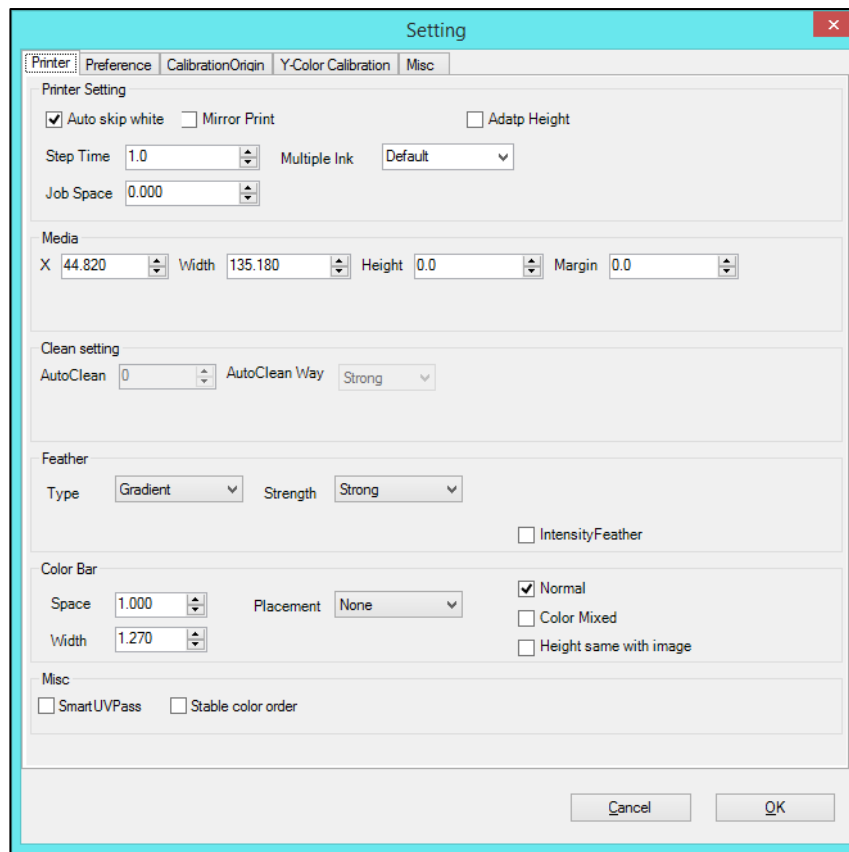 Setting
Printer Preference CalibrationOrigin Y-Color Calibration Misc
Printer Setting
Auto skip white Mirror Print Adatp Height
Step Time 1.0 Multiple Ink Default
Job Space 0.000
Media
X 44.820 Width 135.180 Height 0.0 Margin 0.0
Clean setting
AutoClean 0 AutoClean Way Strong
Feather
Type Gradient Strength Strong
IntensityFeather
Color Bar
Space 1.000 Placement None Normal
Color Mixed
Width 1.270
Height same with image
Misc
SmartUVPass Stable color order
Cancel OK